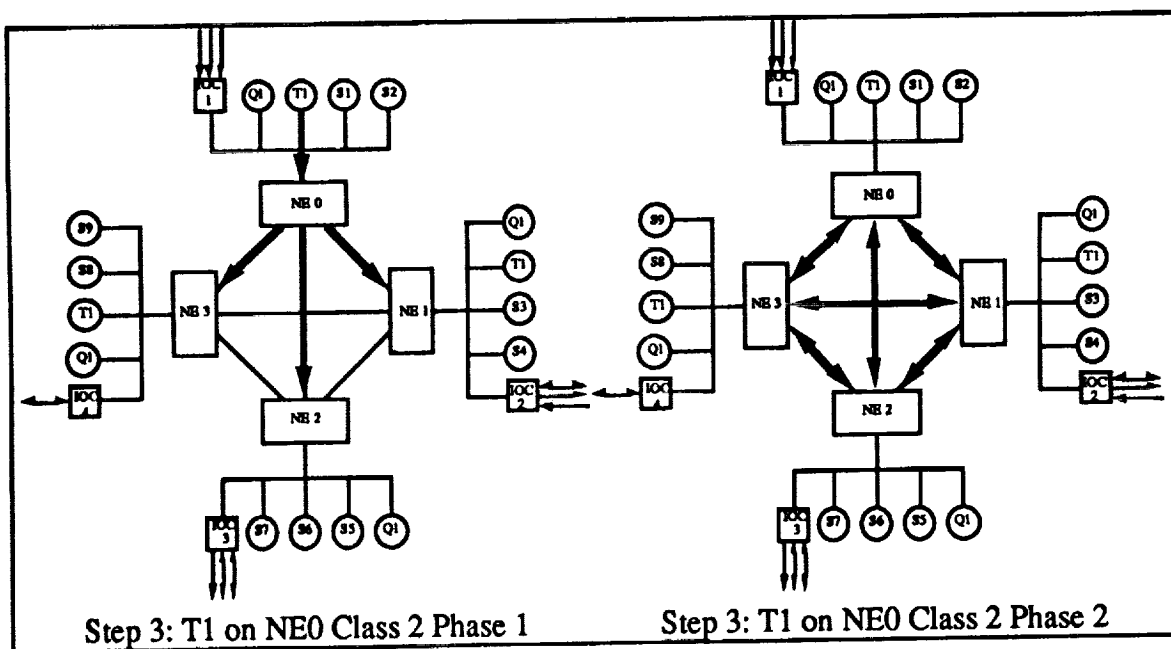 IOC 1
Q1
T1
S1
S2
NE 0
S9
S8
T1
Q1
IOC
NE 3
NE 1
Q1
T1
S3
S4
IOC 2
NE 2
IOC 3
S7
S6
S5
Q1
Step 3: T1 on NE0 Class 2 Phase 1
IOC 1
Q1
T1
S1
S2
NE 0
S9
S8
T1
Q1
IOC
NE 3
NE 1
Q1
T1
S3
S4
IOC 2
NE 2
IOC 3
S7
S6
S5
Q1
Step 3: T1 on NE0 Class 2 Phase 2